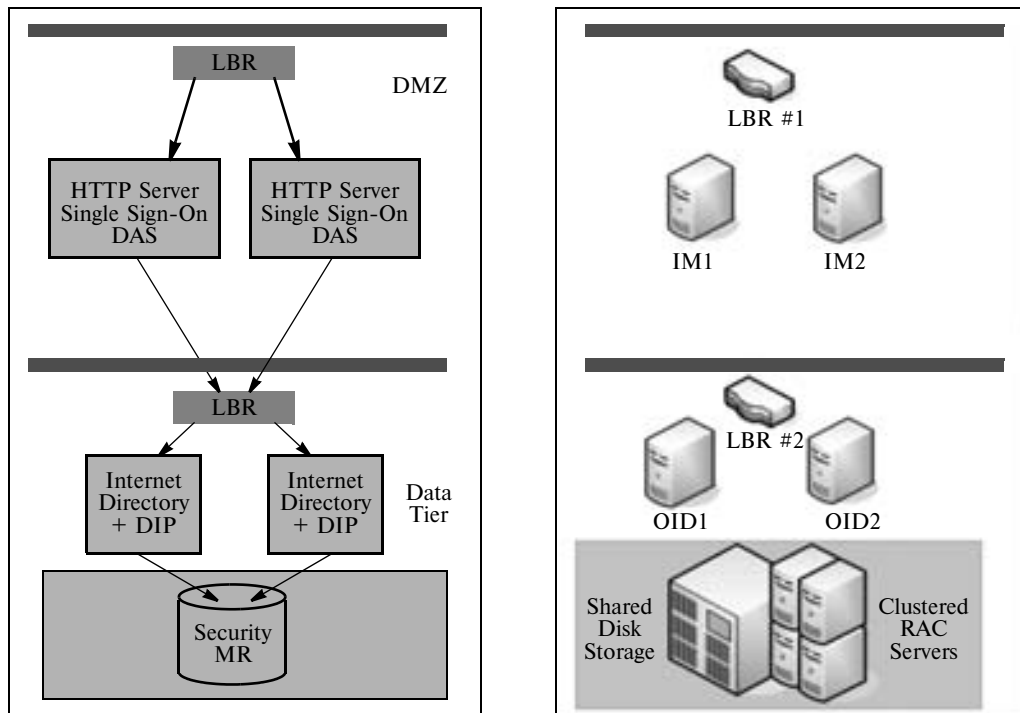 LBR
DMZ
HTTP Server
Single Sign-On
DAS
HTTP Server
Single Sign-On
DAS
LBR
Internet
Directory
+ DIP
Internet
Directory
+ DIP
Data
Tier
Security
MR
LBR #1
IM1
IM2
LBR #2
OID1
OID2
Shared
Disk
Storage
Clustered
RAC
Servers